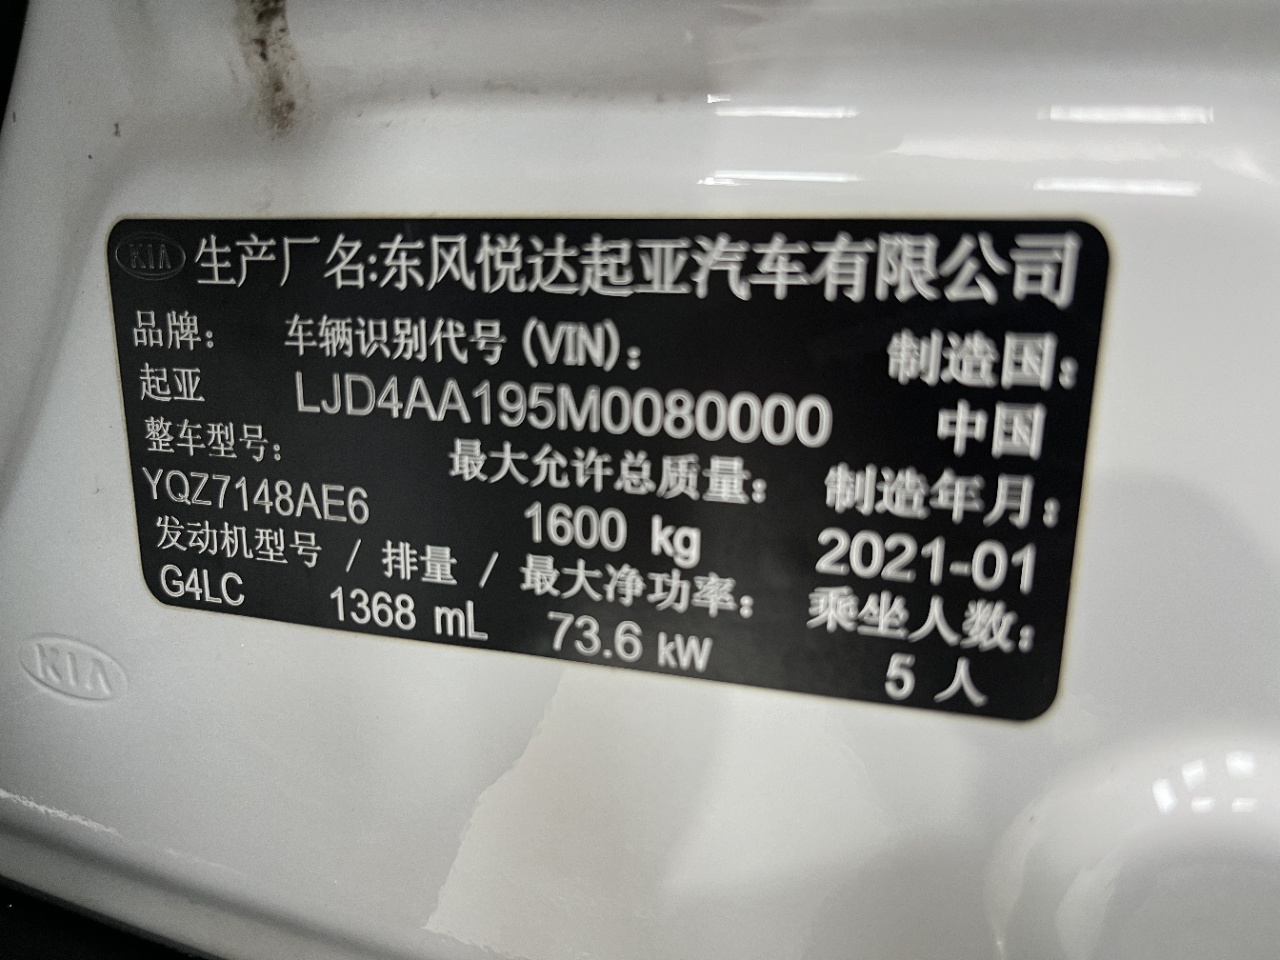 KIA 生产厂名:东风悦达起亚汽车有限公司
品牌: 车辆识别代号 (VIN): 制造国:
起亚 LJD4AA195M0080000 中国
整车型号: 最大允许总质量: 制造年月:
YQZ7148AE6 1600 kg 2021-01
发动机型号 / 排量 / 最大净功率: 乘坐人数:
G4LC 1368 mL 73.6 kW 5 人
KIA